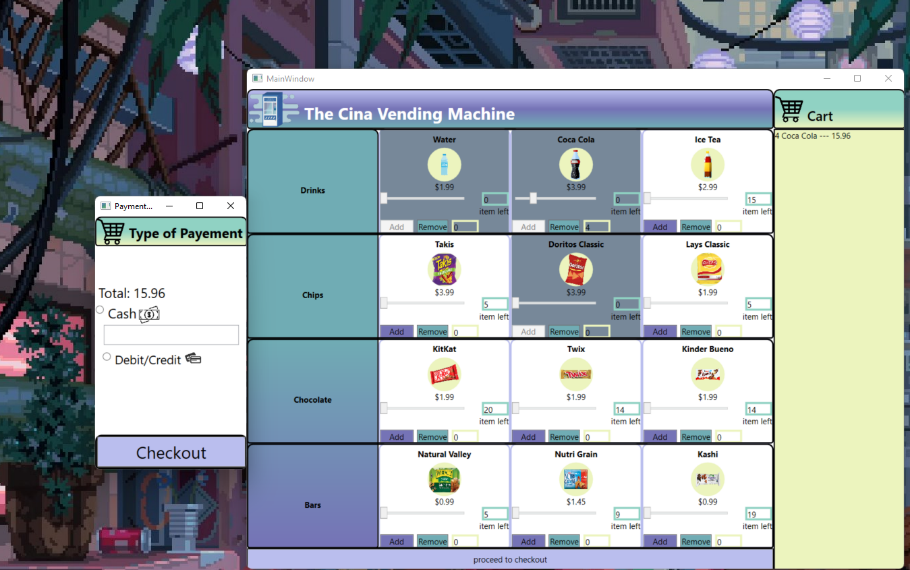 MainWindow
The Cina Vending Machine
Cart
4 Coca Cola --- 15.96
Drinks
Water
$1.99
0
item left
Add Remove 0
Coca Cola
$3.99
0
item left
Add Remove 4
Ice Tea
$2.99
15
item left
Add Remove 0
Chips
Takis
$3.99
5
item left
Add Remove 0
Doritos Classic
$3.99
0
item left
Add Remove 0
Lays Classic
$1.99
5
item left
Add Remove 0
Chocolate
KitKat
$1.99
20
item left
Add Remove 0
Twix
$1.99
14
item left
Add Remove 0
Kinder Bueno
$1.99
14
item left
Add Remove 0
Bars
Natural Valley
$0.99
5
item left
Add Remove 0
Nutri Grain
$1.45
9
item left
Add Remove 0
Kashi
$0.99
19
item left
Add Remove 0
proceed to checkout
Payment...
Type of Payement
Total: 15.96
Cash
Debit/Credit
Checkout